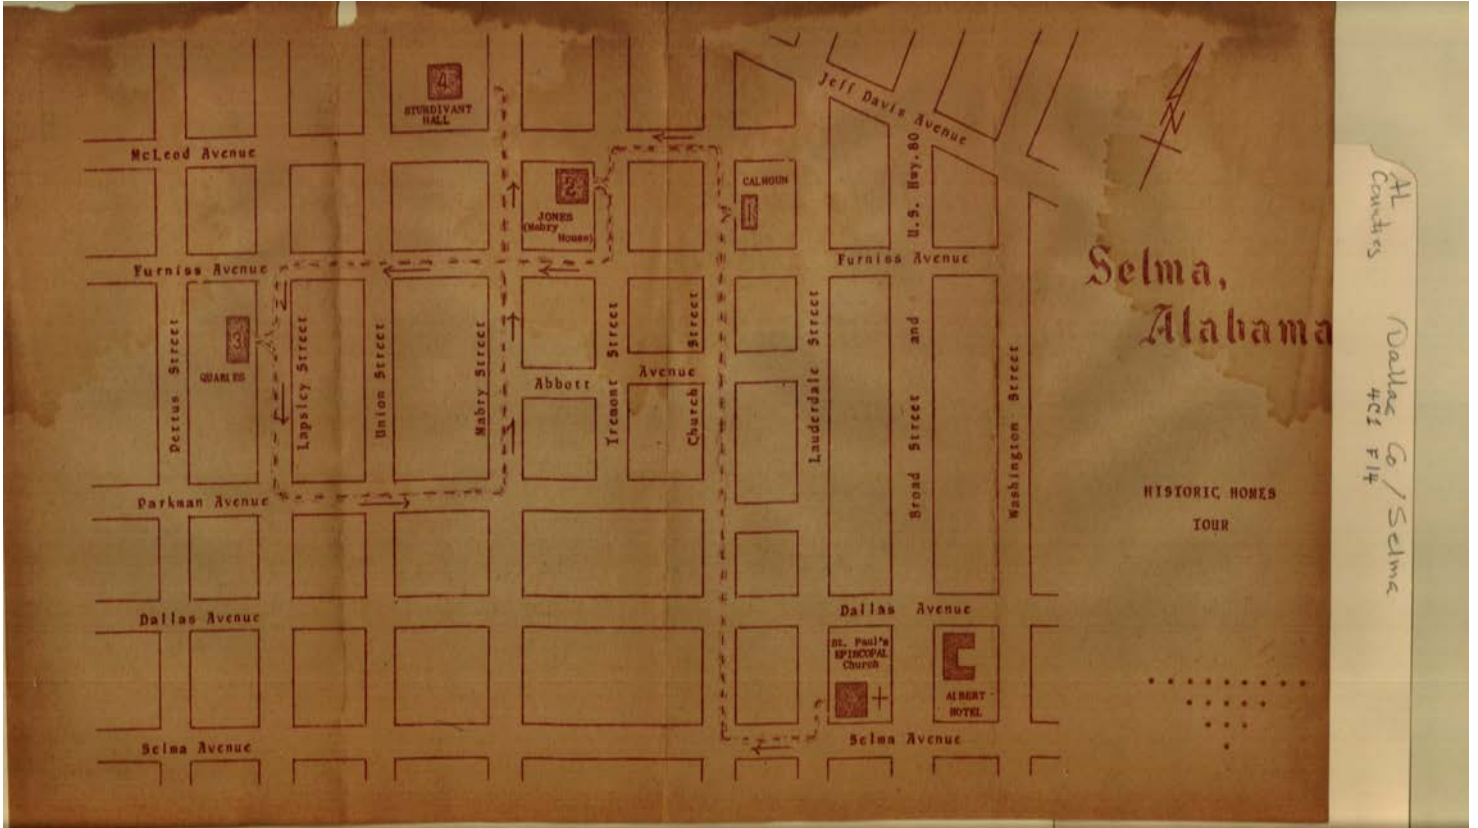 4
STURDIVANT
HALL
Jeff Davis Avenue
N
McLeod Avenue
U.S. Hwy. 80
2
JONES
(Mabry
House)
CALHOUN
1
Furniss Avenue
Furniss Avenue
Selma,
Alabama
3
QUARLES
Pettus Street
Lapsley Street
Union Street
Mabry Street
Abbott Avenue
Tremont Street
Church Street
Lauderdale Street
Broad Street and
Washington Street
Parkman Avenue
HISTORIC HOMES
TOUR
Dallas Avenue
Dallas Avenue
St. Paul's
EPISCOPAL
Church
ALBERT
HOTEL
Selma Avenue
Selma Avenue
AL
Counties
Dallas Co / Selma
4C1 F14